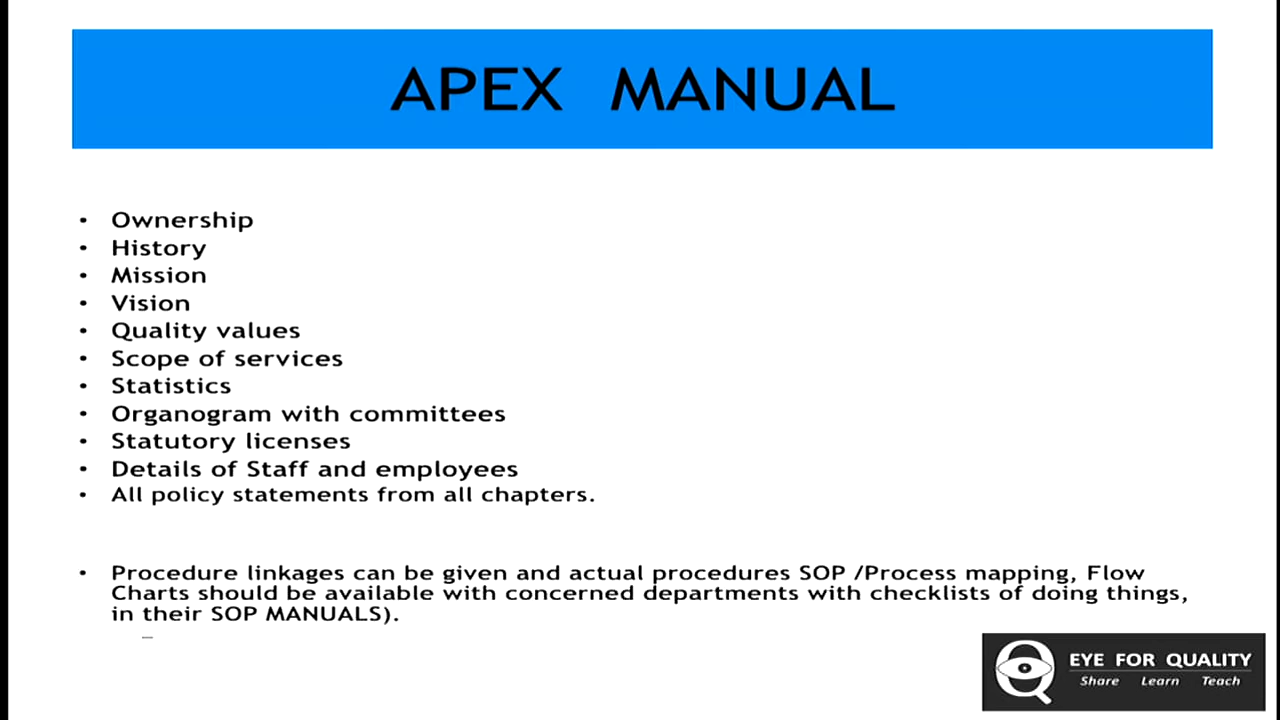 APEX MANUAL
• Ownership
• History
• Mission
• Vision
• Quality values
• Scope of services
• Statistics
• Organogram with committees
• Statutory licenses
• Details of Staff and employees
• All policy statements from all chapters.
• Procedure linkages can be given and actual procedures SOP /Process mapping, Flow
Charts should be available with concerned departments with checklists of doing things,
in their SOP MANUALS).
–
EYE FOR QUALITY
Share Learn Teach